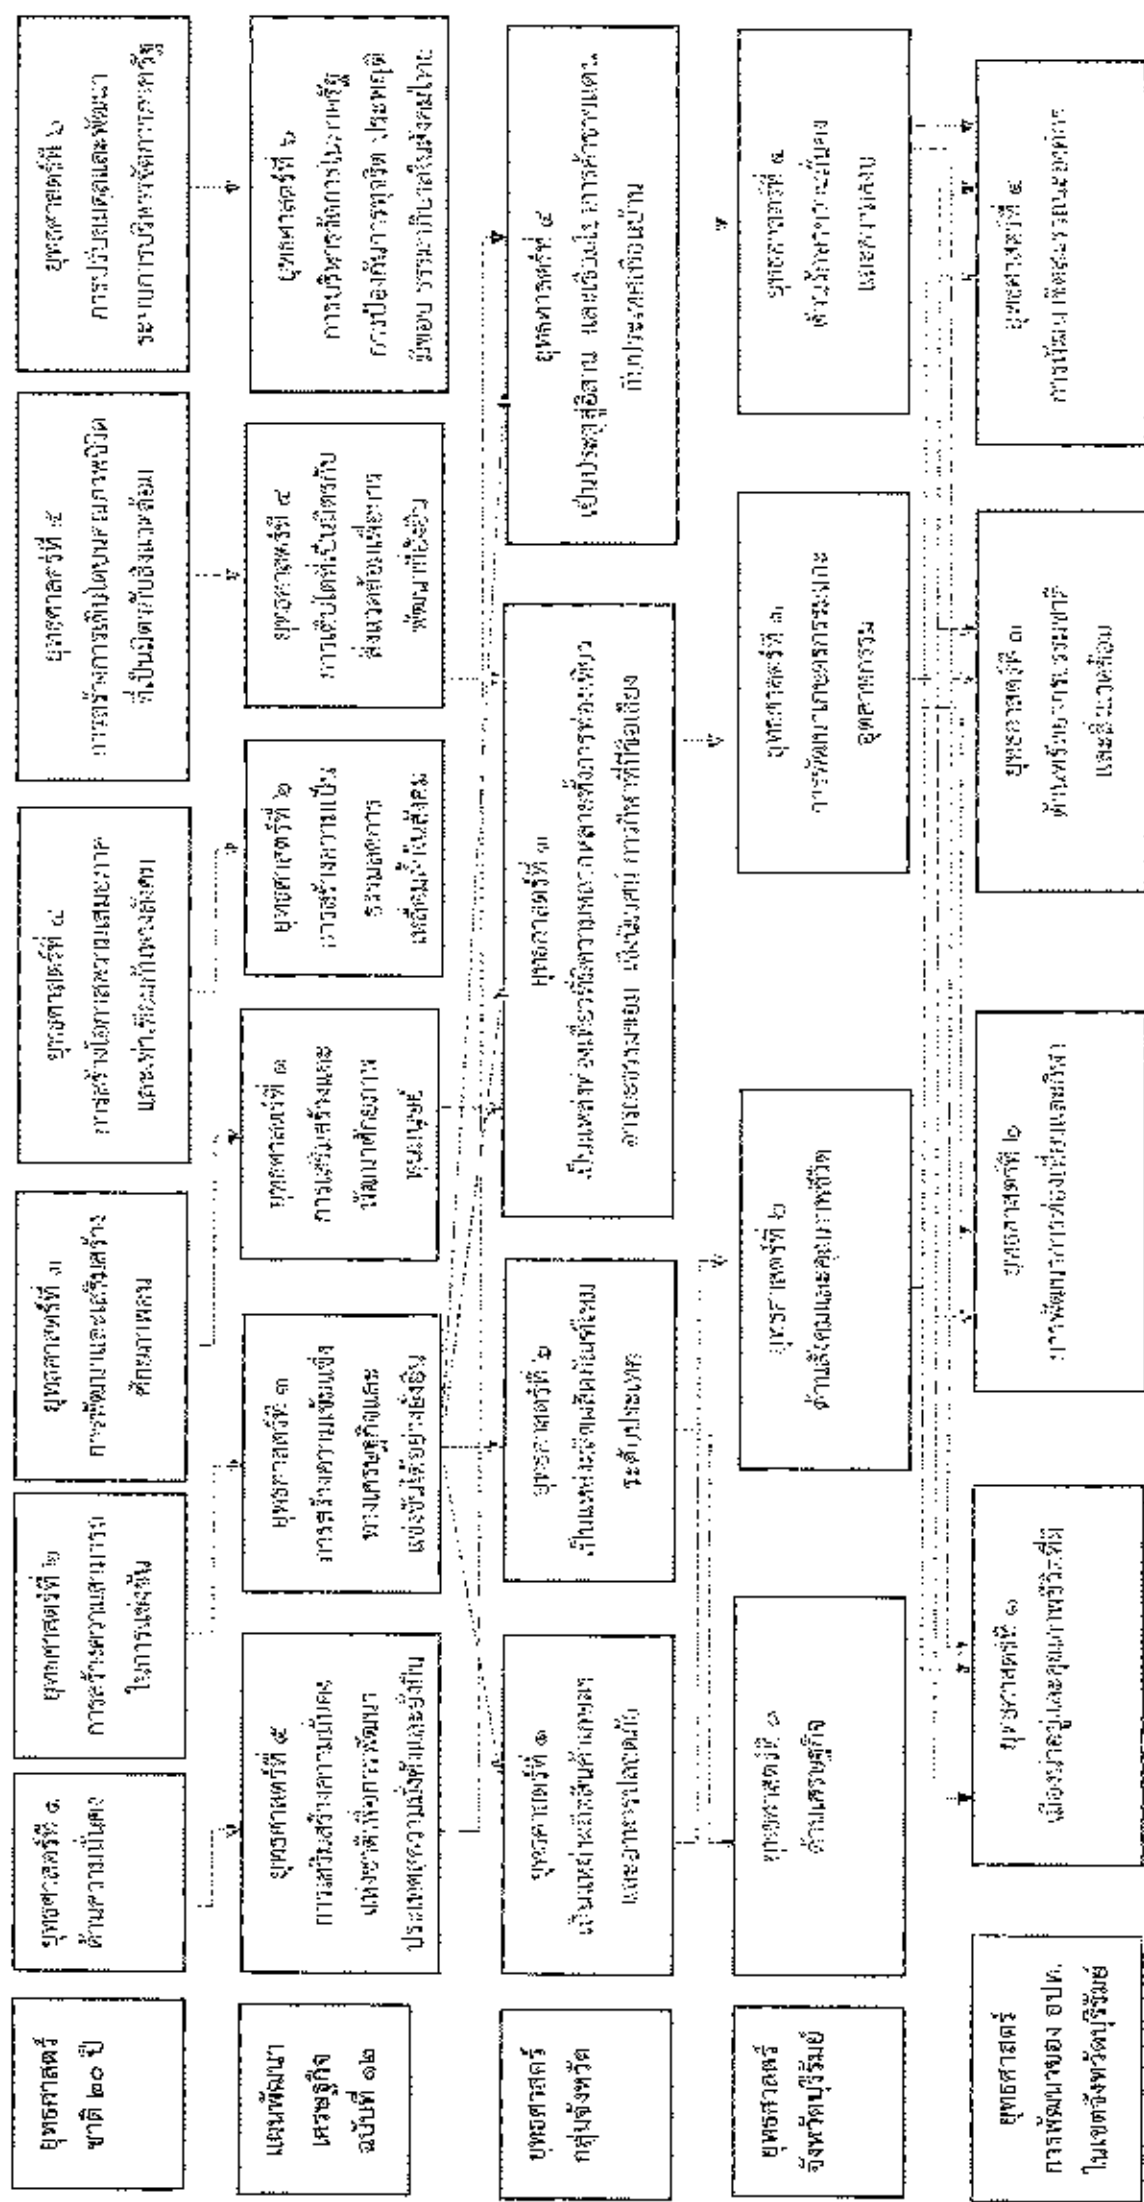 ยุทธศาสตร์
ชาติ ๒๐ ปี
ยุทธศาสตร์ที่ ๑
ด้านความมั่นคง
ยุทธศาสตร์ที่ ๒
การสร้างความสามารถ
ในการแข่งขัน
ยุทธศาสตร์ที่ ๓
การพัฒนาและเสริมสร้าง
ศักยภาพคน
ยุทธศาสตร์ที่ ๔
การสร้างโอกาสความเสมอภาค
และเท่าเทียมกันทางสังคม
ยุทธศาสตร์ที่ ๕
การสร้างการเติบโตบนคุณภาพชีวิต
ที่เป็นมิตรกับสิ่งแวดล้อม
ยุทธศาสตร์ที่ ๖
การปรับสมดุลและพัฒนา
ระบบการบริหารจัดการภาครัฐ
แผนพัฒนา
เศรษฐกิจ
ฉบับที่ ๑๒
ยุทธศาสตร์ที่ ๕
การเสริมสร้างความมั่นคง
แห่งชาติเพื่อการพัฒนา
ประเทศสู่ความมั่งคั่งและยั่งยืน
ยุทธศาสตร์ที่ ๓
การสร้างความเข้มแข็ง
ทางเศรษฐกิจและ
แข่งขันได้อย่างยั่งยืน
ยุทธศาสตร์ที่ ๑
การเสริมสร้างและ
พัฒนาศักยภาพ
ทุนมนุษย์
ยุทธศาสตร์ที่ ๒
การสร้างความเป็น
ธรรมลดการ
เหลื่อมล้ำในสังคม
ยุทธศาสตร์ที่ ๔
การเติบโตที่เป็นมิตรกับ
สิ่งแวดล้อมเพื่อการ
พัฒนาที่ยั่งยืน
ยุทธศาสตร์ที่ ๖
การบริหารจัดการในภาครัฐ
การป้องกันการทุจริต ประพฤติ
มิชอบ ธรรมาภิบาลในสังคมไทย
ยุทธศาสตร์
กลุ่มจังหวัด
ยุทธศาสตร์ที่ ๑
เป็นแหล่งผลิตสินค้าเกษตร
และอาหารปลอดภัย
ยุทธศาสตร์ที่ ๒
เป็นแหล่งผลิตผลิตภัณฑ์ไหม
ระดับประเทศ
ยุทธศาสตร์ที่ ๓
เป็นแหล่งท่องเที่ยวที่มีความหลากหลายทั้งการท่องเที่ยว
อารยธรรมขอม เชิงนิเวศน์ การกีฬาที่มีชื่อเสียง
ยุทธศาสตร์ที่ ๔
เป็นประตูสู่อีสาน และเชื่อมโยงการค้าชายแดน
กับประเทศเพื่อนบ้าน
ยุทธศาสตร์
จังหวัดบุรีรัมย์
ยุทธศาสตร์ที่ ๑
ด้านเศรษฐกิจ
ยุทธศาสตร์ที่ ๒
ด้านสังคมและคุณภาพชีวิต
ยุทธศาสตร์ที่ ๓
การพัฒนาเกษตรกรรมและ
อุตสาหกรรม
ยุทธศาสตร์ที่ ๔
ด้านรักษาความมั่นคง
และความสงบ
ยุทธศาสตร์
การพัฒนาของ อปท.
ในเขตจังหวัดบุรีรัมย์
ยุทธศาสตร์ที่ ๑
เมืองน่าอยู่และคุณภาพชีวิตที่ดี
ยุทธศาสตร์ที่ ๒
การพัฒนาการท่องเที่ยวและกีฬา
ยุทธศาสตร์ที่ ๓
ด้านทรัพยากรธรรมชาติ
และสิ่งแวดล้อม
ยุทธศาสตร์ที่ ๔
การพัฒนาขีดสมรรถนะองค์กร